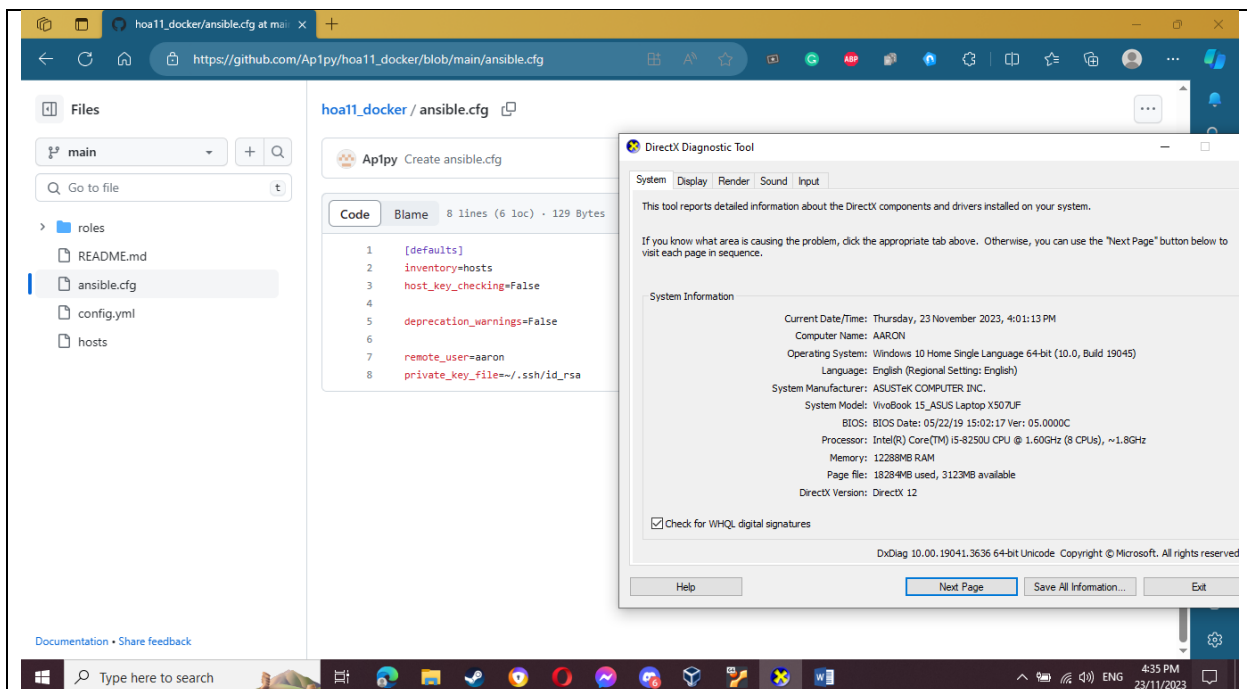 hoa11_docker/ansible.cfg at mai
https://github.com/Ap1py/hoa11_docker/blob/main/ansible.cfg
ABP
Files
main
Go to file
t
roles
README.md
ansible.cfg
config.yml
hosts
Documentation • Share feedback
hoa11_docker / ansible.cfg
Ap1py Create ansible.cfg
Code Blame 8 lines (6 loc) · 129 Bytes
1 [defaults]
2 inventory=hosts
3 host_key_checking=False
4
5 deprecation_warnings=False
6
7 remote_user=aaron
8 private_key_file=~/.ssh/id_rsa
DirectX Diagnostic Tool
System Display Render Sound Input
This tool reports detailed information about the DirectX components and drivers installed on your system.
If you know what area is causing the problem, click the appropriate tab above. Otherwise, you can use the "Next Page" button below to
visit each page in sequence.
System Information
Current Date/Time: Thursday, 23 November 2023, 4:01:13 PM
Computer Name: AARON
Operating System: Windows 10 Home Single Language 64-bit (10.0, Build 19045)
Language: English (Regional Setting: English)
System Manufacturer: ASUSTeK COMPUTER INC.
System Model: VivoBook 15_ASUS Laptop X507UF
BIOS: BIOS Date: 05/22/19 15:02:17 Ver: 05.0000C
Processor: Intel(R) Core(TM) i5-8250U CPU @ 1.60GHz (8 CPUs), ~1.8GHz
Memory: 12288MB RAM
Page file: 18284MB used, 3123MB available
DirectX Version: DirectX 12
Check for WHQL digital signatures
DxDiag 10.00.19041.3636 64-bit Unicode Copyright © Microsoft. All rights reserved
Help Next Page Save All Information... Exit
Type here to search
ENG
4:35 PM
23/11/2023